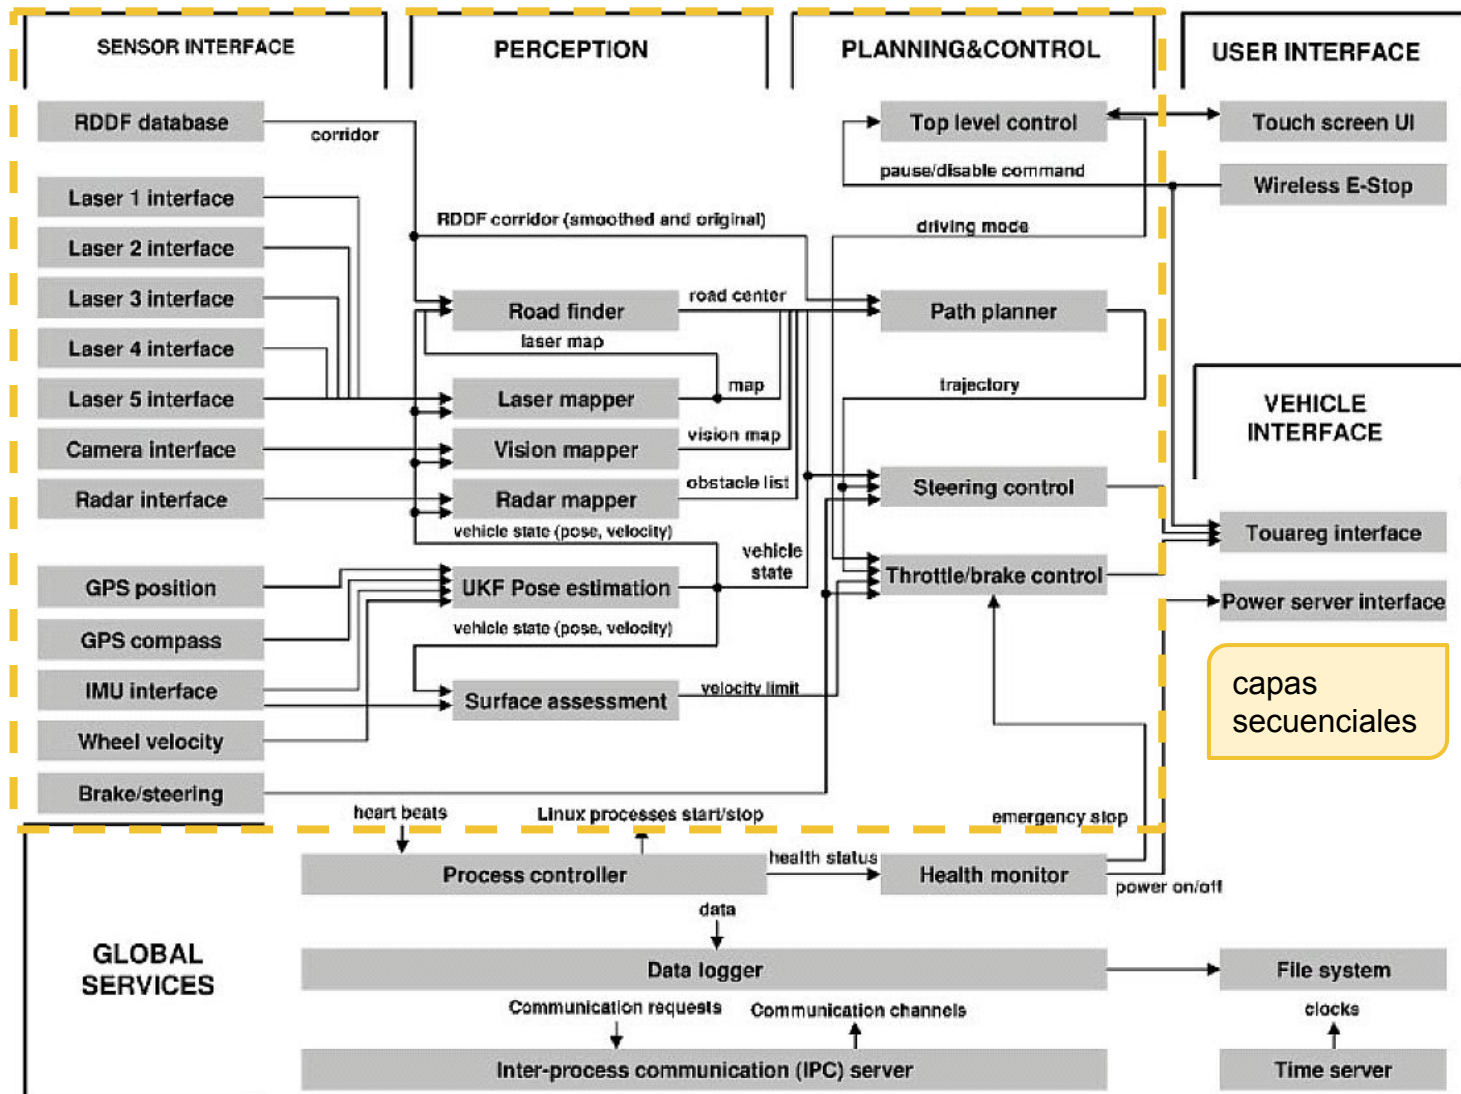 SENSOR INTERFACE
PERCEPTION
PLANNING&CONTROL
USER INTERFACE
RDDF database
corridor
Top level control
Touch screen UI
pause/disable command
Wireless E-Stop
Laser 1 interface
RDDF corridor (smoothed and original)
driving mode
Laser 2 interface
Laser 3 interface
Road finder
road center
Path planner
laser map
Laser 4 interface
Laser 5 interface
Laser mapper
map
trajectory
VEHICLE
INTERFACE
Camera interface
Vision mapper
vision map
Radar interface
Radar mapper
obstacle list
Steering control
vehicle state (pose, velocity)
vehicle
state
Touareg interface
GPS position
UKF Pose estimation
Throttle/brake control
Power server interface
GPS compass
vehicle state (pose, velocity)
IMU interface
Surface assessment
velocity limit
capas
secuenciales
Wheel velocity
Brake/steering
heart beats
Linux processes start/stop
emergency stop
Process controller
health status
Health monitor
power on/off
data
GLOBAL
SERVICES
Data logger
File system
Communication requests
Communication channels
clocks
Inter-process communication (IPC) server
Time server